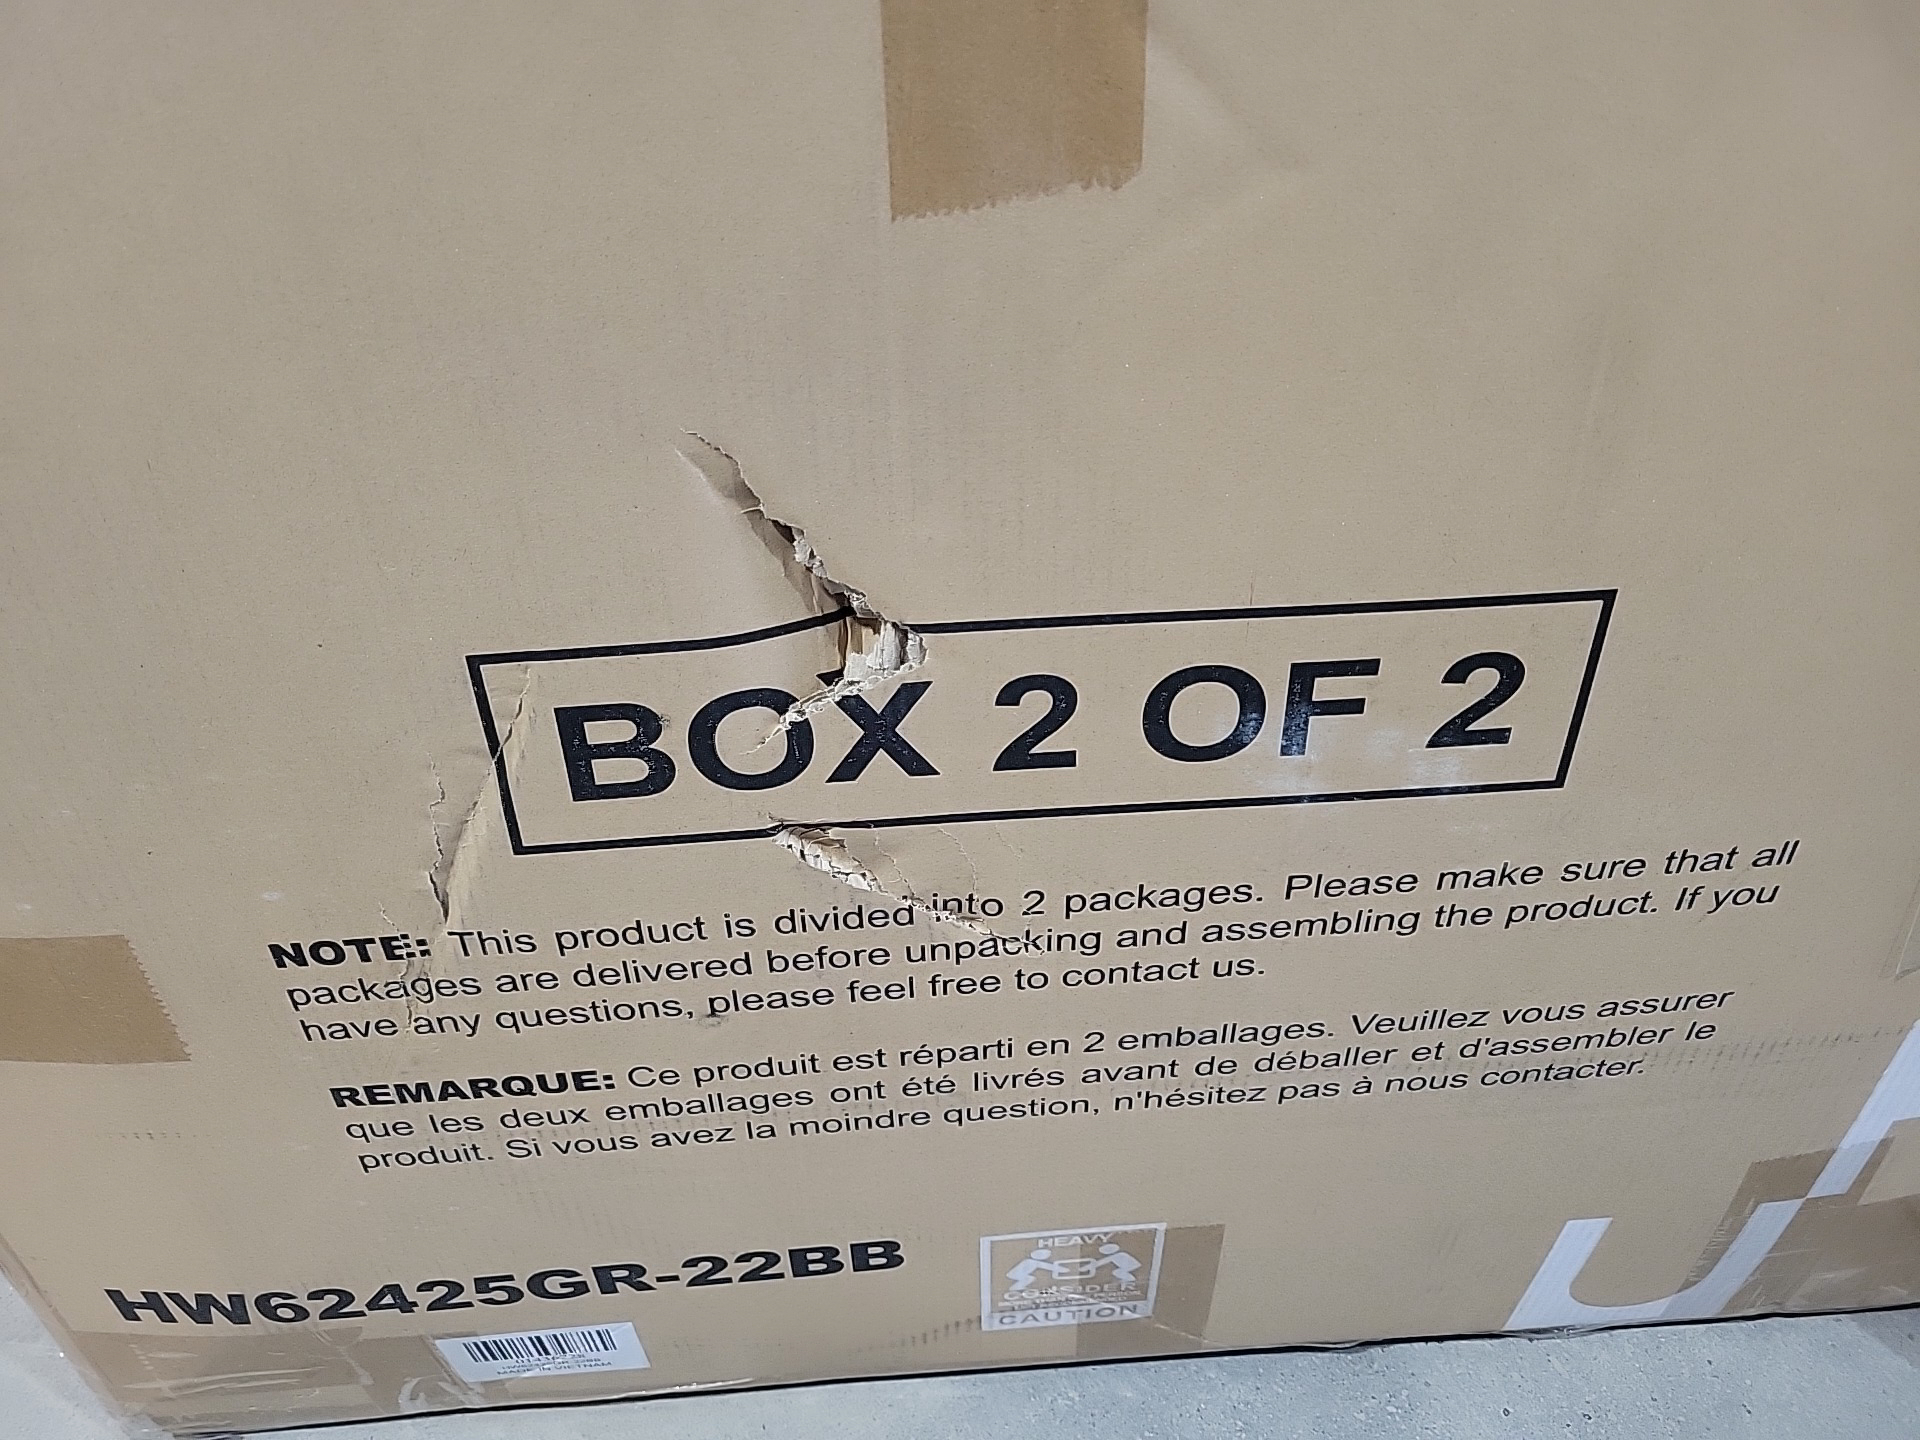 BOX 2 OF 2
NOTE: This product is divided into 2 packages. Please make sure that all
packages are delivered before unpacking and assembling the product. If you
have any questions, please feel free to contact us.
REMARQUE: Ce produit est réparti en 2 emballages. Veuillez vous assurer
que les deux emballages ont été livrés avant de déballer et d'assembler le
produit. Si vous avez la moindre question, n'hésitez pas à nous contacter.
HW62425GR-22BB
HEAVY
CONSIDER
CAUTION
MADE IN VIETNAM